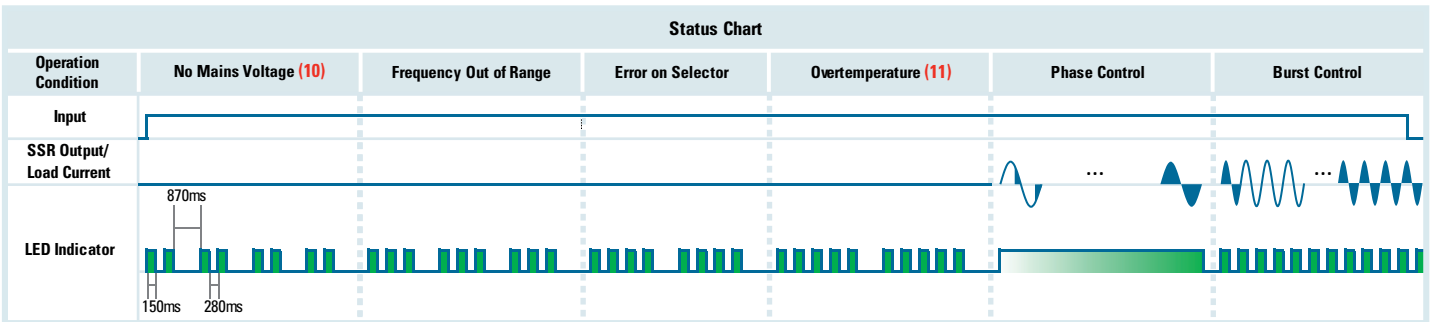 Status Chart
Operation
Condition
No Mains Voltage (10)
Frequency Out of Range
Error on Selector
Overtemperature (11)
Phase Control
Burst Control
Input
SSR Output/
Load Current
...
...
870ms
LED Indicator
150ms
280ms